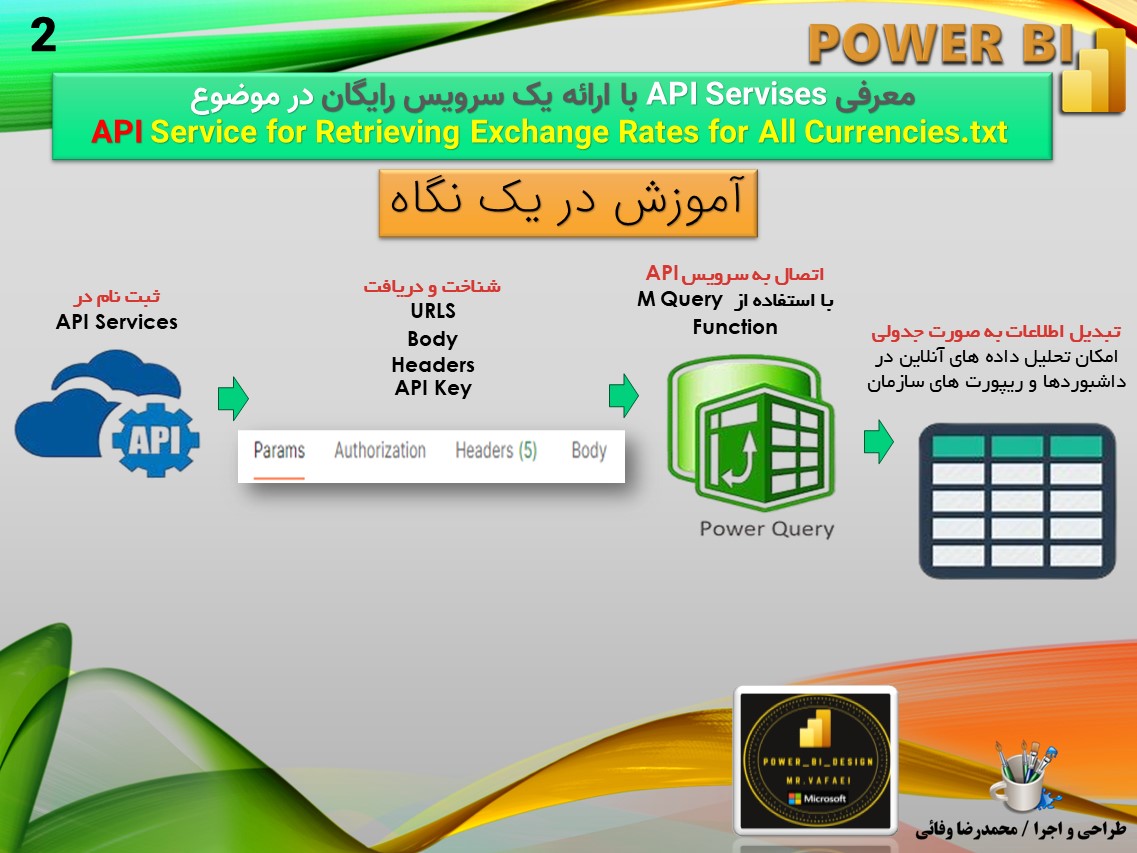 2
POWER BI
معرفی API Servises با ارائه یک سرویس رایگان در موضوع
API Service for Retrieving Exchange Rates for All Currencies.txt
آموزش در یک نگاه
ثبت نام در
API Services
API
شناخت و دریافت
URLS
Body
Headers
API Key
Params Authorization Headers (5) Body
اتصال به سرویس API
با استفاده از M Query
Function
Power Query
تبدیل اطلاعات به صورت جدولی
امکان تحلیل داده های آنلاین در
داشبوردها و ریپورت های سازمان
POWER_BI_DESIGN
MR.VAFAEI
Microsoft
طراحی و اجرا / محمدرضا وفائی